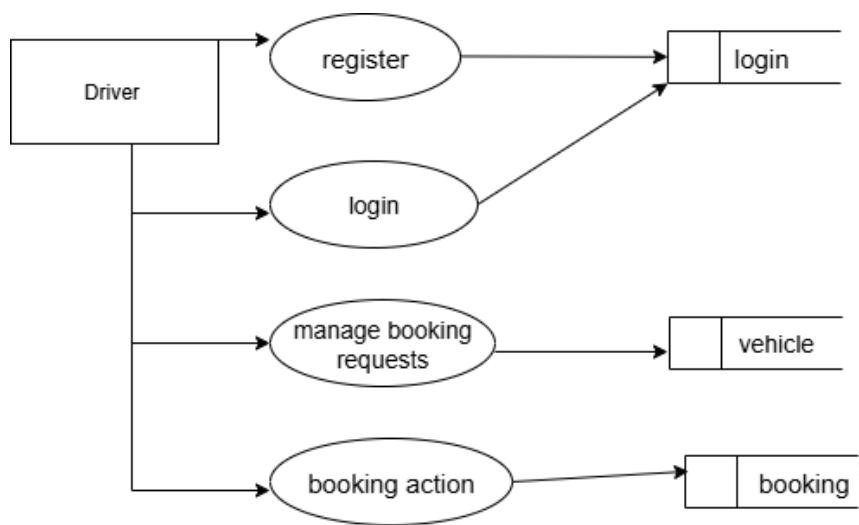 register
login
Driver
login
manage booking
requests
vehicle
booking action
booking